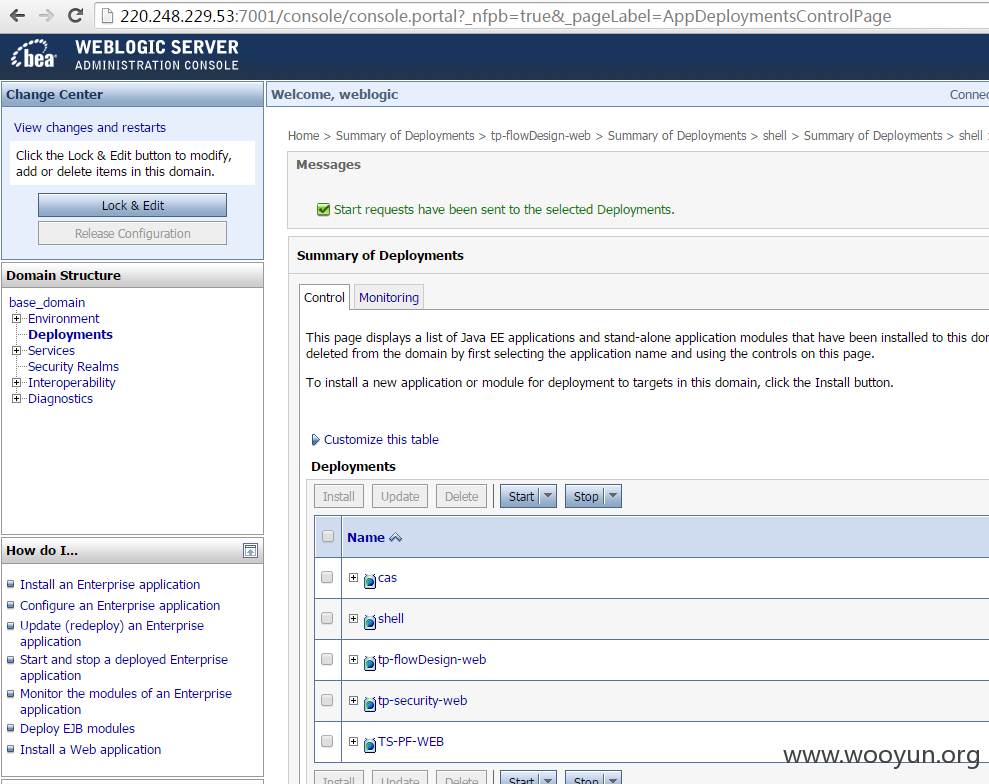 220.248.229.53:7001/console/console.portal?_nfpb=true&_pageLabel=AppDeploymentsControlPage
bea
WEBLOGIC SERVER
ADMINISTRATION CONSOLE
Change Center
View changes and restarts
Click the Lock & Edit button to modify,
add or delete items in this domain.
Lock & Edit
Release Configuration
Domain Structure
base_domain
Environment
Deployments
Services
Security Realms
Interoperability
Diagnostics
How do I...
Install an Enterprise application
Configure an Enterprise application
Update (redeploy) an Enterprise
application
Start and stop a deployed Enterprise
application
Monitor the modules of an Enterprise
application
Deploy EJB modules
Install a Web application
Welcome, weblogic
Connec
Home > Summary of Deployments > tp-flowDesign-web > Summary of Deployments > shell > Summary of Deployments > shell >
Messages
Start requests have been sent to the selected Deployments.
Summary of Deployments
Control Monitoring
This page displays a list of Java EE applications and stand-alone application modules that have been installed to this dor
deleted from the domain by first selecting the application name and using the controls on this page.
To install a new application or module for deployment to targets in this domain, click the Install button.
Customize this table
Deployments
Install Update Delete Start Stop
Name
cas
shell
tp-flowDesign-web
tp-security-web
TS-PF-WEB
Install Update Delete Start Stop
www.wooyun.org